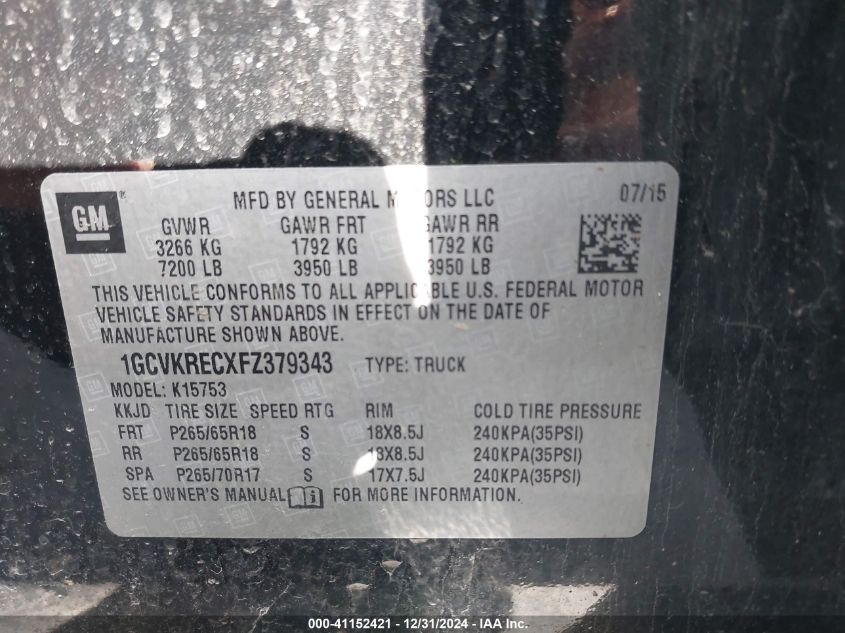 GM ® MFD BY GENERAL M ORS LLC 07/15
GVWR GAWR FRT GAWR RR
3266 KG 1792 KG 1792 KG
7200 LB 3950 LB 3950 LB
THIS VEHICLE CONFORMS TO ALL APPLICABLE U.S. FEDERAL MOTOR
VEHICLE SAFETY STANDARDS IN EFFECT ON THE DATE OF
MANUFACTURE SHOWN ABOVE.
1GCVKRECXFZ379343 TYPE: TRUCK
MODEL: K15753
KKJD TIRE SIZE SPEED RTG RIM COLD TIRE PRESSURE
FRT P265/65R18 S 18X8.5J 240KPA(35PSI)
RR P265/65R18 S 18X8.5J 240KPA(35PSI)
SPA P265/70R17 S 17X7.5J 240KPA(35PSI)
SEE OWNER'S MANUAL FOR MORE INFORMATION.
000-41152421 - 12/31/2024 - IAA Inc.